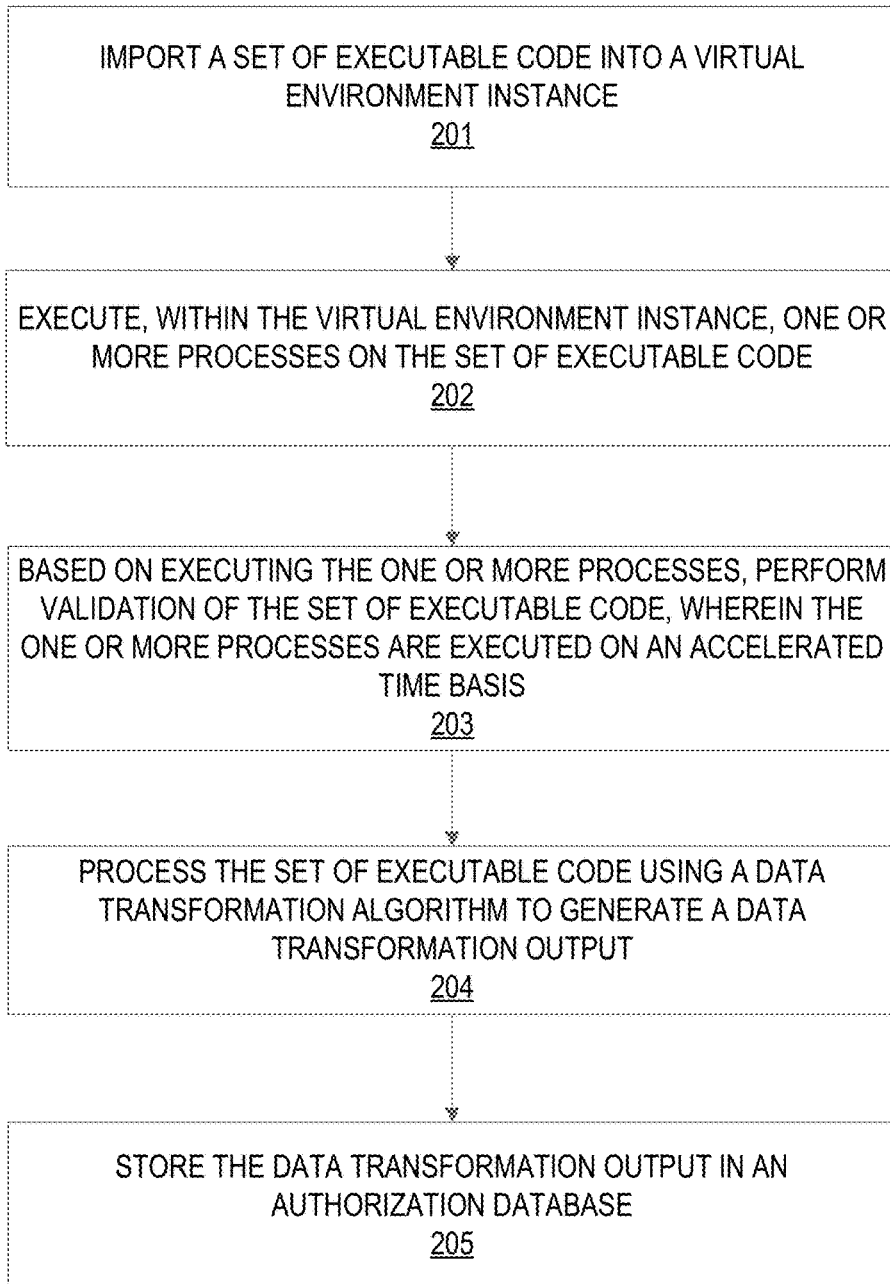 IMPORT A SET OF EXECUTABLE CODE INTO A VIRTUAL
ENVIRONMENT INSTANCE
201
EXECUTE, WITHIN THE VIRTUAL ENVIRONMENT INSTANCE, ONE OR
MORE PROCESSES ON THE SET OF EXECUTABLE CODE
202
BASED ON EXECUTING THE ONE OR MORE PROCESSES, PERFORM
VALIDATION OF THE SET OF EXECUTABLE CODE, WHEREIN THE
ONE OR MORE PROCESSES ARE EXECUTED ON AN ACCELERATED
TIME BASIS
203
PROCESS THE SET OF EXECUTABLE CODE USING A DATA
TRANSFORMATION ALGORITHM TO GENERATE A DATA
TRANSFORMATION OUTPUT
204
STORE THE DATA TRANSFORMATION OUTPUT IN AN
AUTHORIZATION DATABASE
205